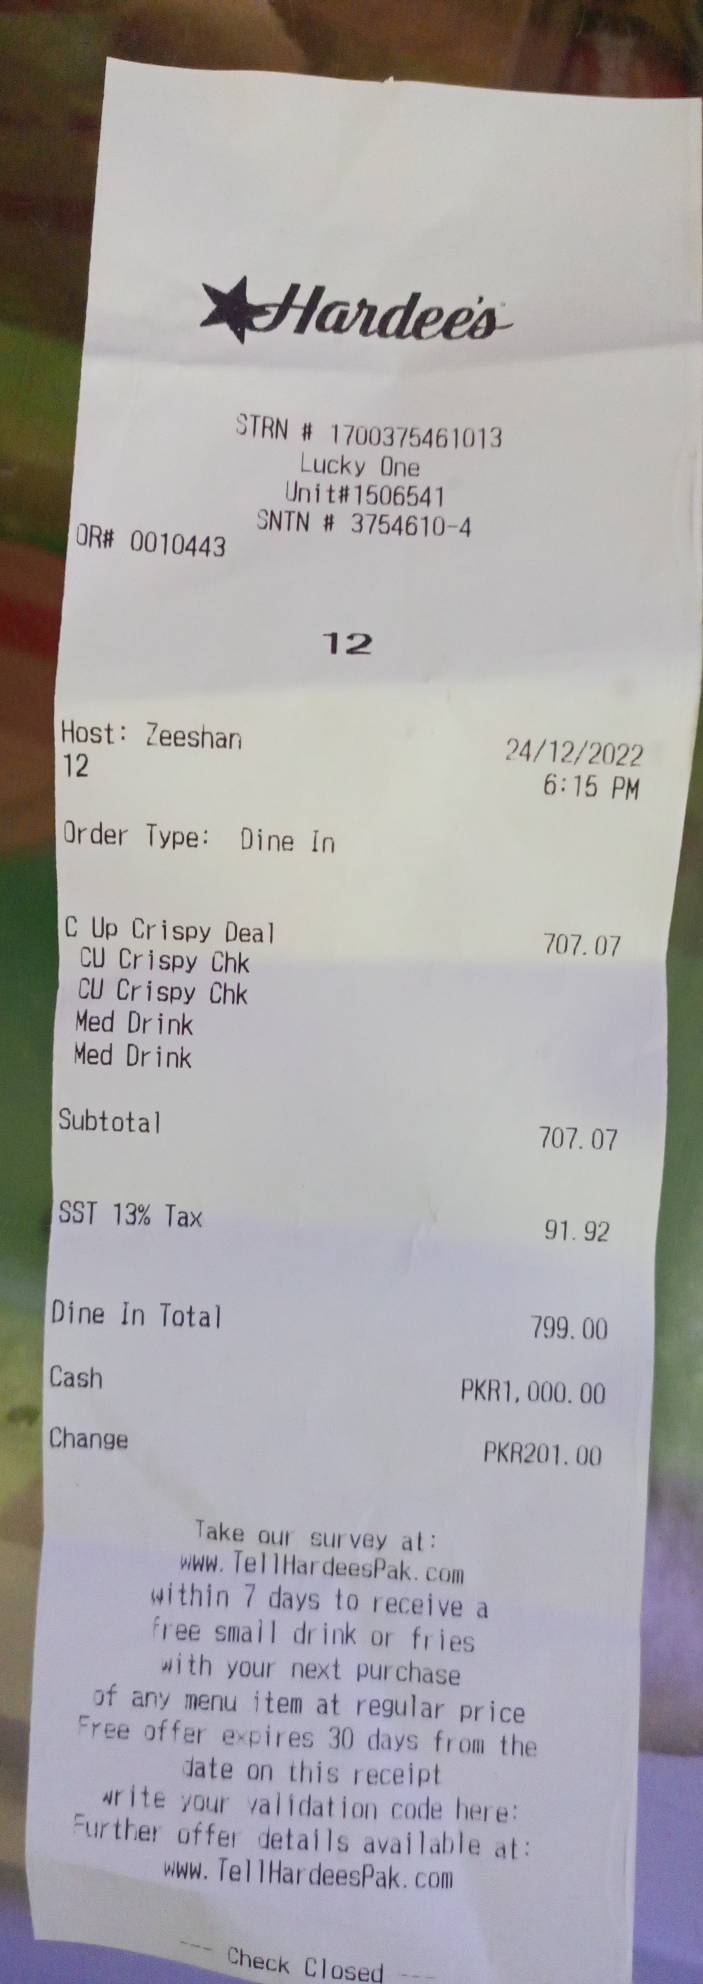 Hardee's
STRN # 1700375461013
Lucky One
Unit#1506541
SNTN # 3754610-4
OR# 0010443
12
Host: Zeeshan 24/12/2022
12 6:15 PM
Order Type: Dine In
C Up Crispy Deal 707.07
CU Crispy Chk
CU Crispy Chk
Med Drink
Med Drink
Subtotal 707.07
SST 13% Tax 91.92
Dine In Total 799.00
Cash PKR1,000.00
Change PKR201.00
Take our survey at:
www.TellHardeesPak.com
within 7 days to receive a
free small drink or fries
with your next purchase
of any menu item at regular price
Free offer expires 30 days from the
date on this receipt
write your validation code here:
Further offer details available at:
www.TellHardeesPak.com
--- Check Closed ---